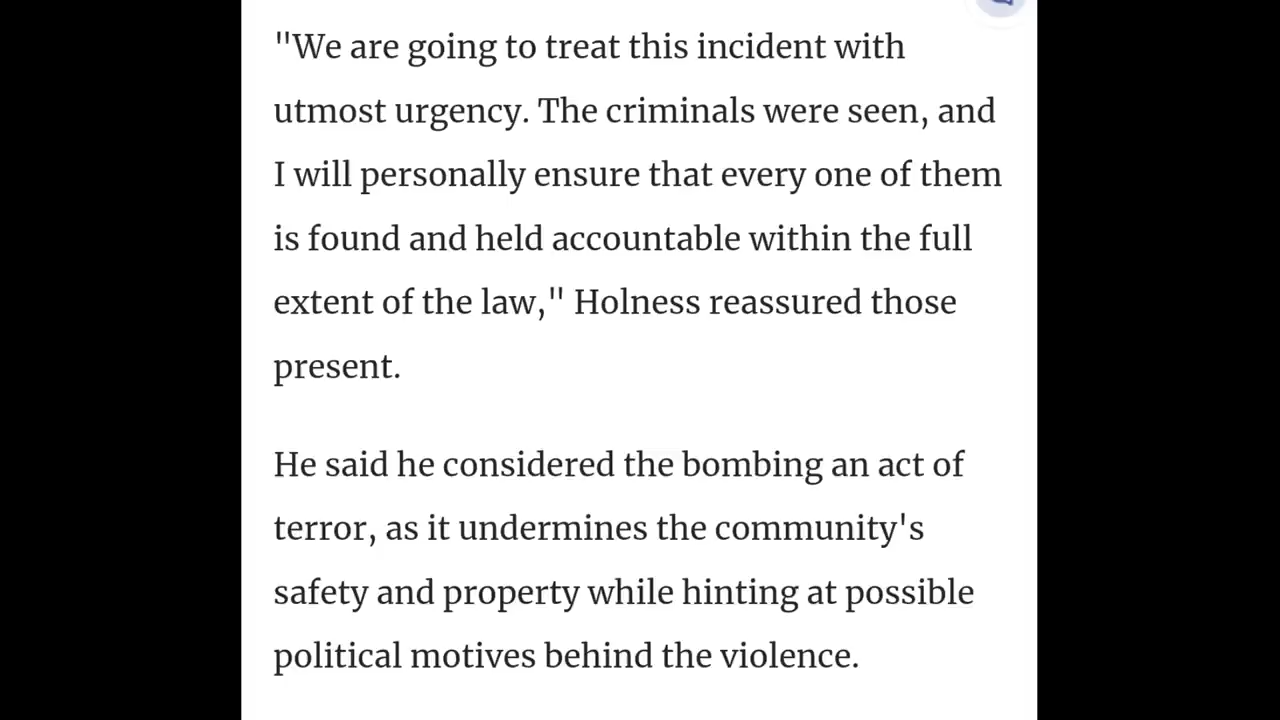 "We are going to treat this incident with
utmost urgency. The criminals were seen, and
I will personally ensure that every one of them
is found and held accountable within the full
extent of the law," Holness reassured those
present.
He said he considered the bombing an act of
terror, as it undermines the community's
safety and property while hinting at possible
political motives behind the violence.